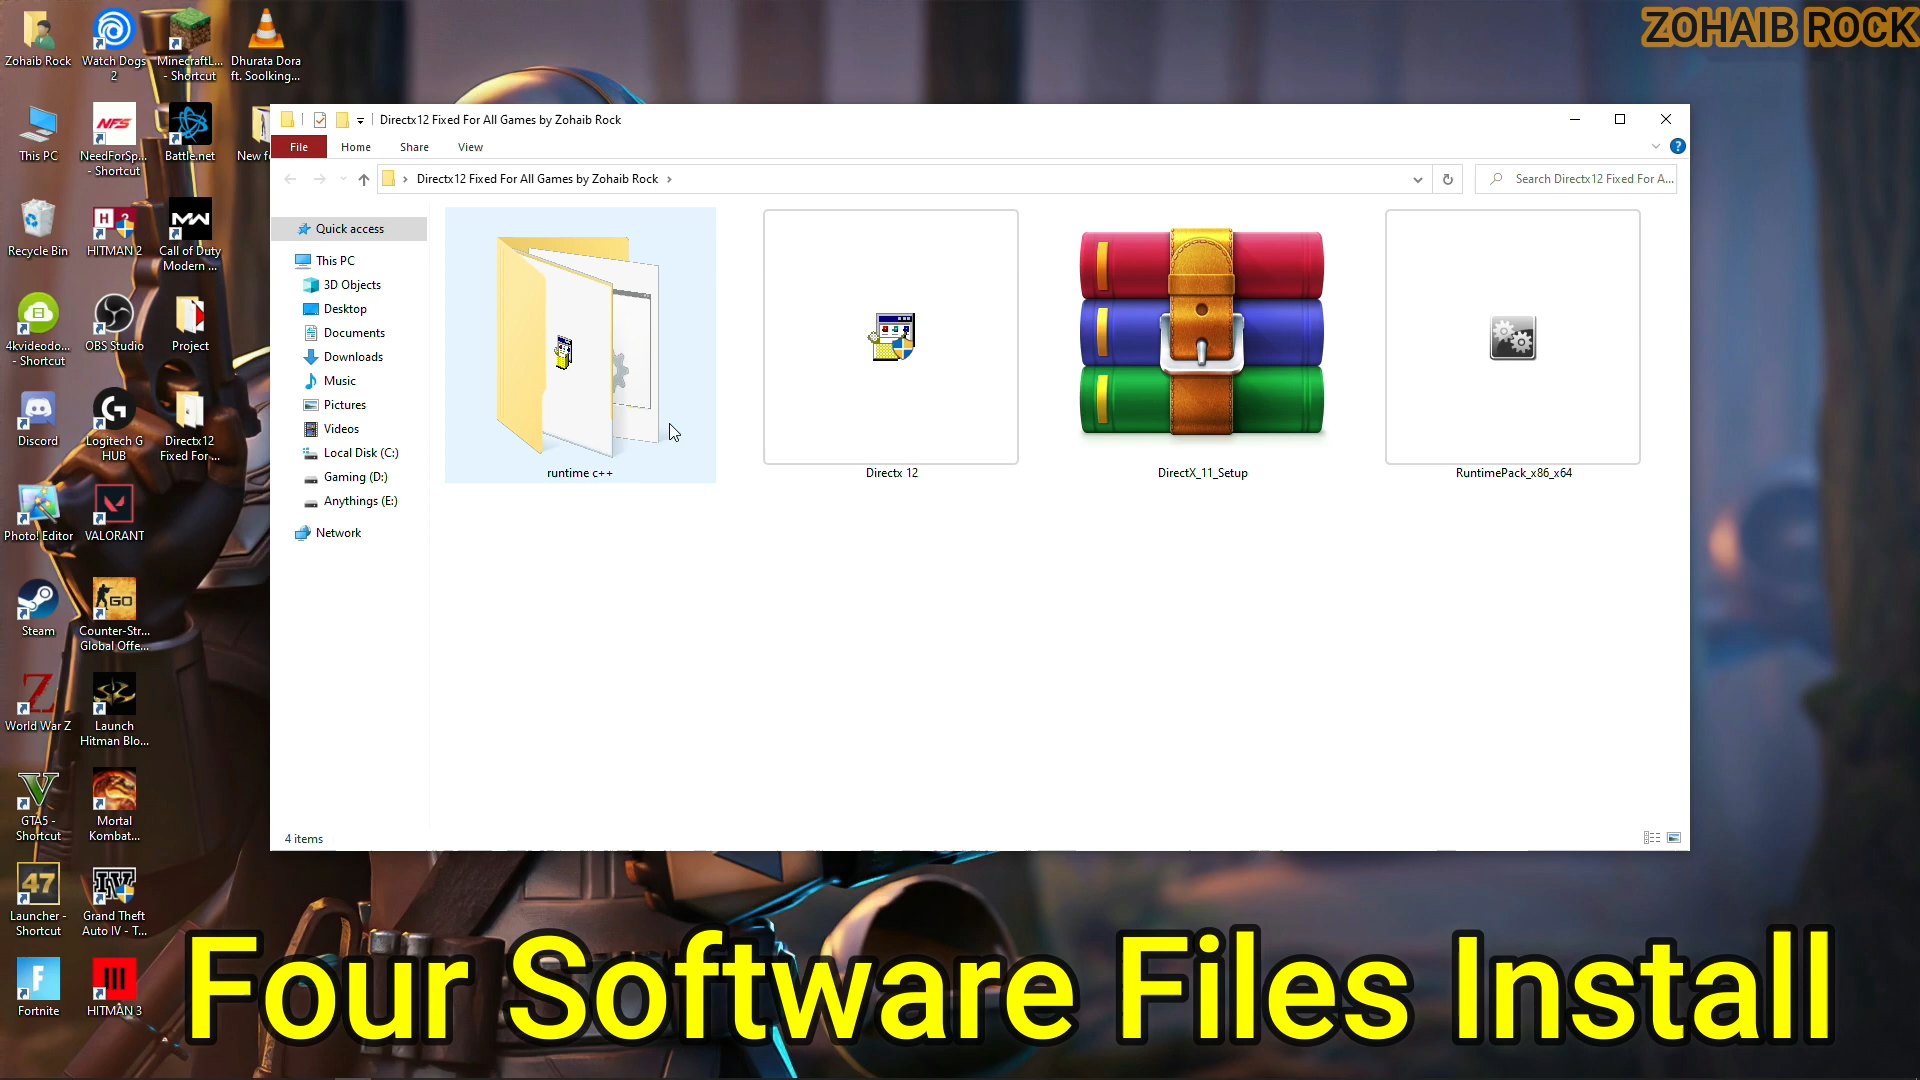 ZOHAIB ROCK
Zohaib Rock
Watch Dogs
2
MinecraftL...
- Shortcut
Dhurata Dora
ft. Soolking...
This PC
NeedForSp...
- Shortcut
Battle.net
New f
Recycle Bin
HITMAN 2
Call of Duty
Modern ...
4kvideodo...
- Shortcut
OBS Studio
Project
Discord
Logitech G
HUB
Directx12
Fixed For ...
Photo! Editor
VALORANT
Steam
Counter-Str...
Global Offe...
World War Z
Launch
Hitman Blo...
GTA5 -
Shortcut
Mortal
Kombat...
Launcher -
Shortcut
Grand Theft
Auto IV - T...
Fortnite
HITMAN 3
Directx12 Fixed For All Games by Zohaib Rock
File
Home
Share
View
Directx12 Fixed For All Games by Zohaib Rock
Search Directx12 Fixed For A...
Quick access
This PC
3D Objects
Desktop
Documents
Downloads
Music
Pictures
Videos
Local Disk (C:)
Gaming (D:)
Anythings (E:)
Network
runtime c++
Directx 12
DirectX_11_Setup
RuntimePack_x86_x64
4 items
Four Software Files Install